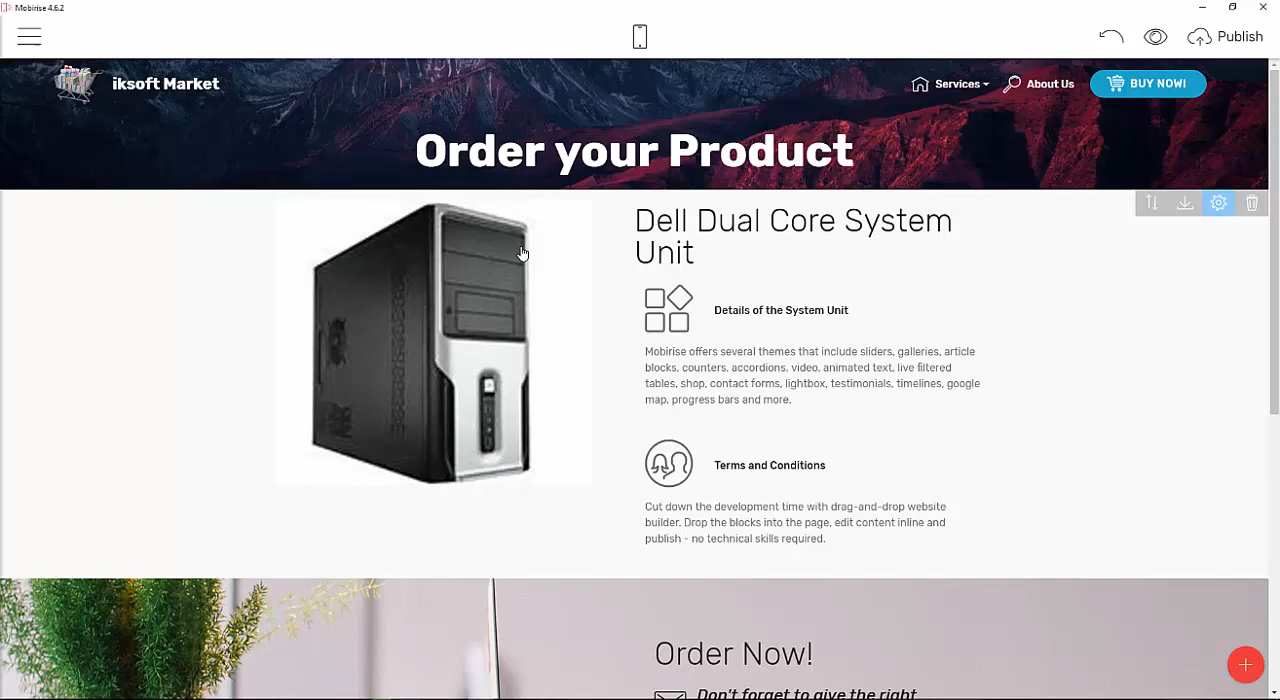 Mobirise 4.6.2
Publish
iksoft Market
Services
About Us
BUY NOW!
Order your Product
Dell Dual Core System
Unit
Details of the System Unit
Mobirise offers several themes that include sliders, galleries, article
blocks, counters, accordions, video, animated text, live filtered
tables, shop, contact forms, lightbox, testimonials, timelines, google
map, progress bars and more.
Terms and Conditions
Cut down the development time with drag-and-drop website
builder. Drop the blocks into the page, edit content inline and
publish - no technical skills required.
Order Now!
Don't forget to give the right